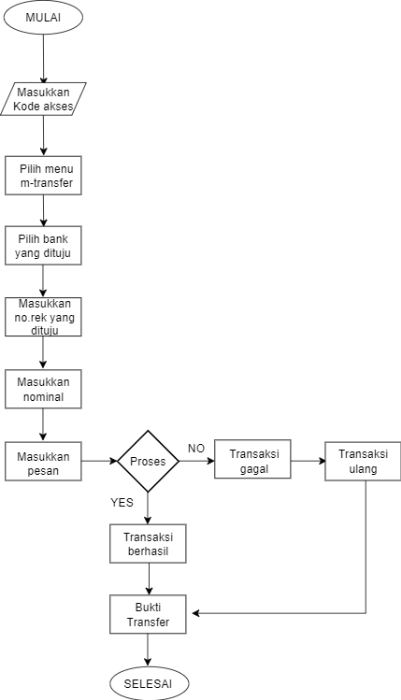 MULAI
Masukkan
Kode akses
Pilih menu
m-transfer
Pilih bank
yang dituju
Masukkan
no.rek yang
dituju
Masukkan
nominal
Masukkan
pesan
Proses
NO
Transaksi
gagal
Transaksi
ulang
YES
Transaksi
berhasil
Bukti
Transfer
SELESAI